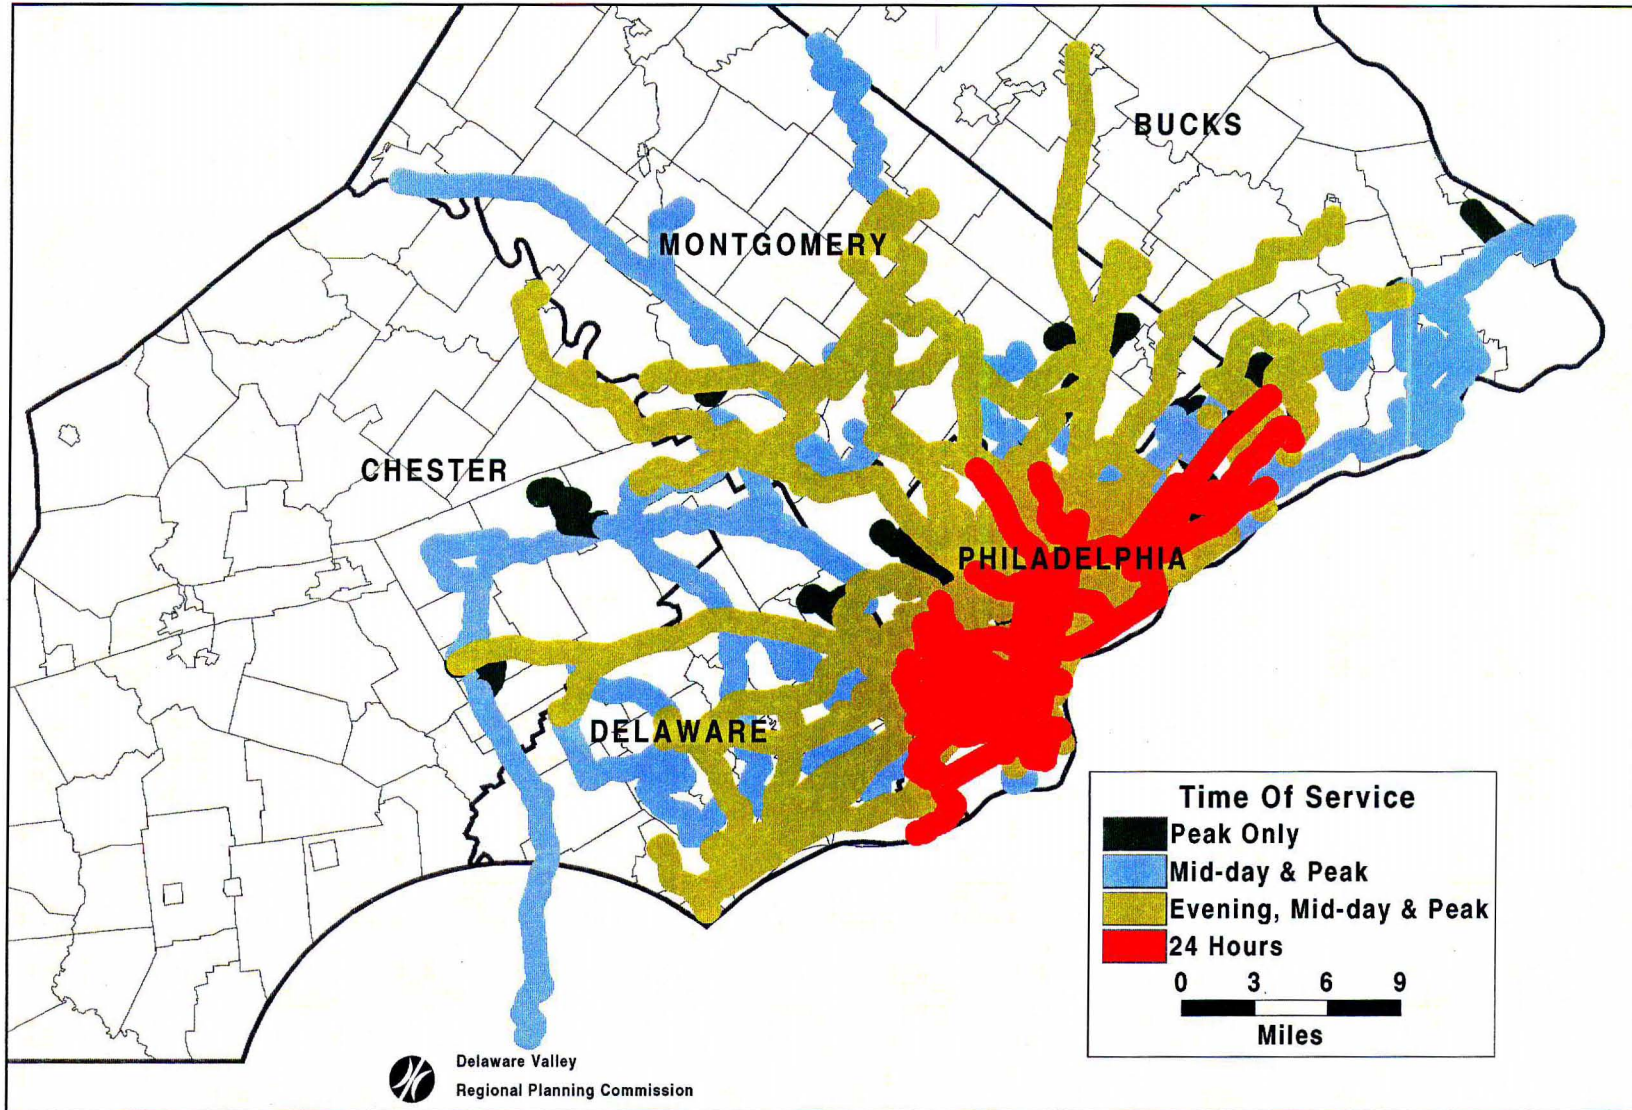 BUCKS
MONTGOMERY
CHESTER
PHILADELPHIA
DELAWARE
Time Of Service
Peak Only
Mid-day & Peak
Evening, Mid-day & Peak
24 Hours
0 3 6 9
Miles
Delaware Valley
Regional Planning Commission